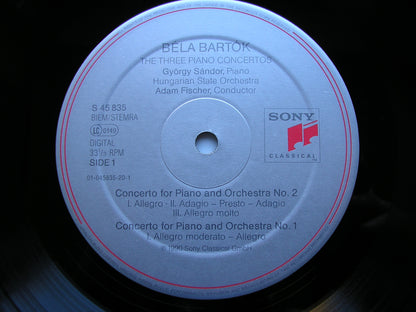 BÉLA BARTÓK
THE THREE PIANO CONCERTOS
György Sándor, Piano
Hungarian State Orchestra
Adam Fischer, Conductor
S 45 835
BIEM STEMRA
LC 0149
DIGITAL
33⅓ RPM
SIDE 1
01-045835-20-1
SONY
CLASSICAL
Concerto for Piano and Orchestra No. 2
I. Allegro - II. Adagio – Presto – Adagio
III. Allegro molto
Concerto for Piano and Orchestra No. 1
I. Allegro moderato – Allegro
℗ 1990 Sony Classical GmbH